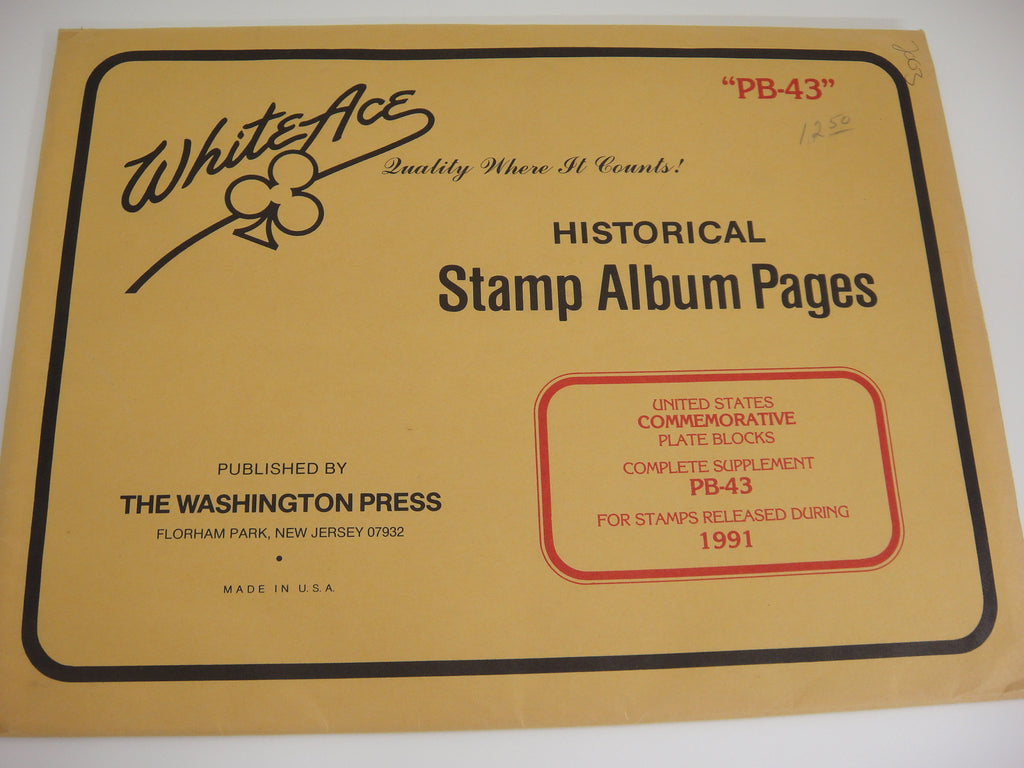 "PB-43"
12 50
WhiteAce
Quality Where It Counts!
HISTORICAL
Stamp Album Pages
UNITED STATES
COMMEMORATIVE
PLATE BLOCKS
COMPLETE SUPPLEMENT
PB-43
FOR STAMPS RELEASED DURING
1991
PUBLISHED BY
THE WASHINGTON PRESS
FLORHAM PARK, NEW JERSEY 07932
•
MADE IN U.S.A.